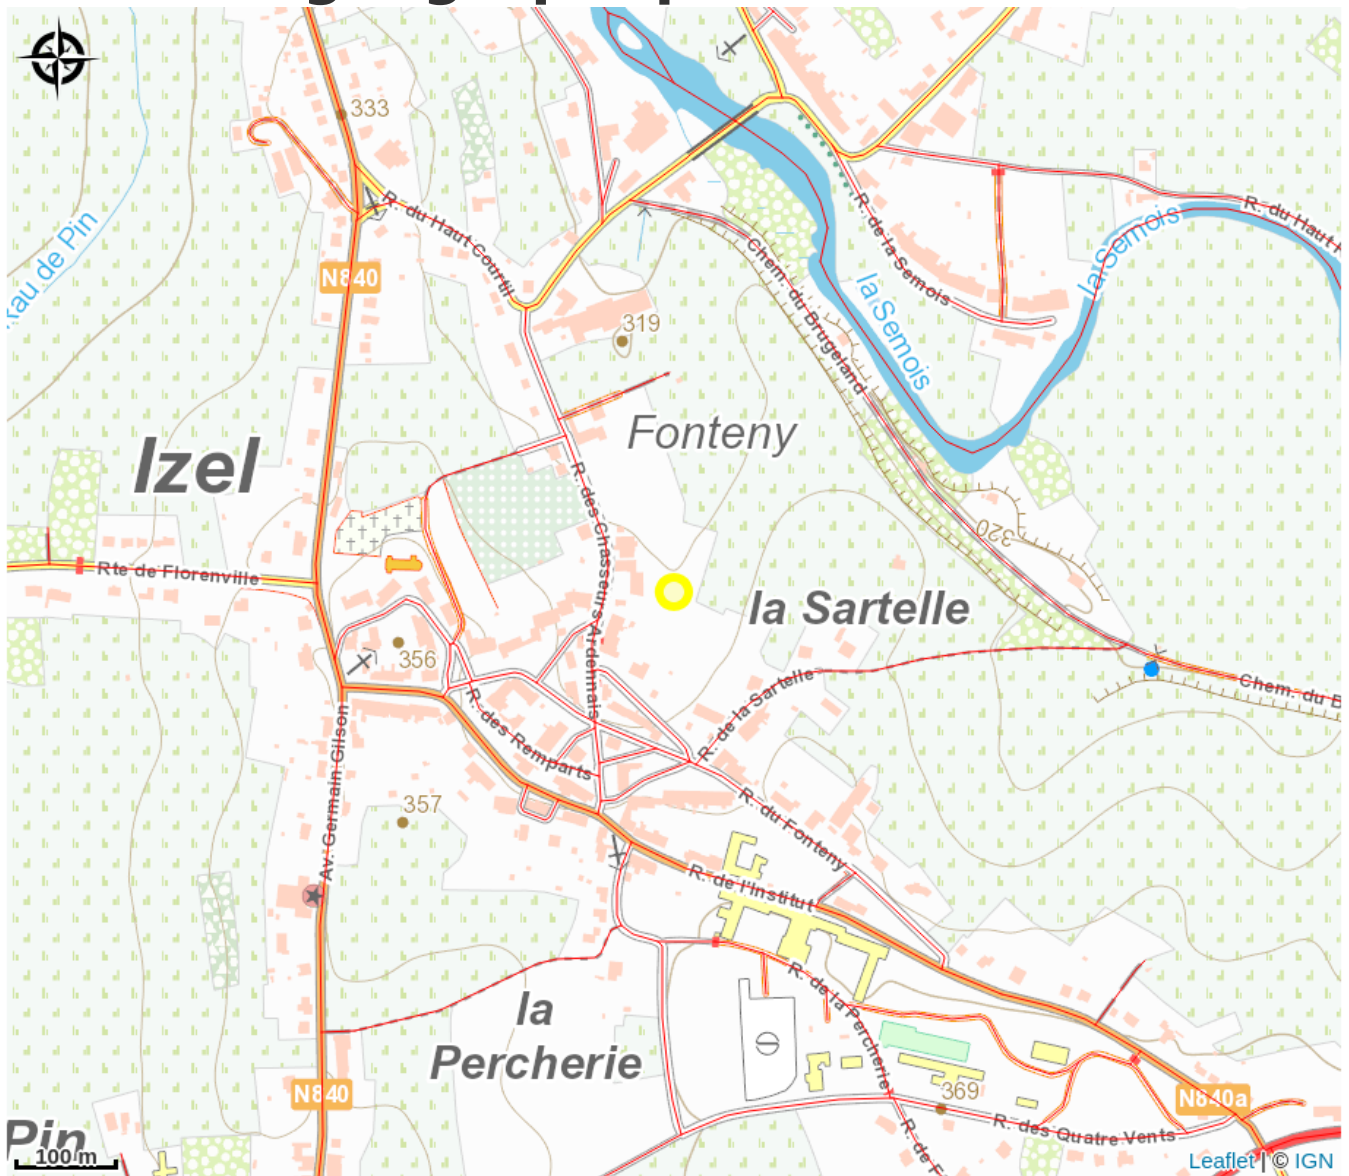 333
R. du Haut Courtil
Rau de Pin
N840
319
Chem. du Brugeland
R. de la Semois
la Semois
la Semois
R. du Haut
Fonteny
Izel
R. des Chasseurs Ardennais
320
Rte de Florenville
la Sartelle
356
R. de la Sartelle
Chem. du B
R. des Remparts
Av. Germain Gilson
357
R. du Fonteny
R. de l'Institut
R. de la Percherie
la
Percherie
N840
369
N840a
R. des Quatre Vents
R. de F
Pin
100 m
Leaflet | © IGN